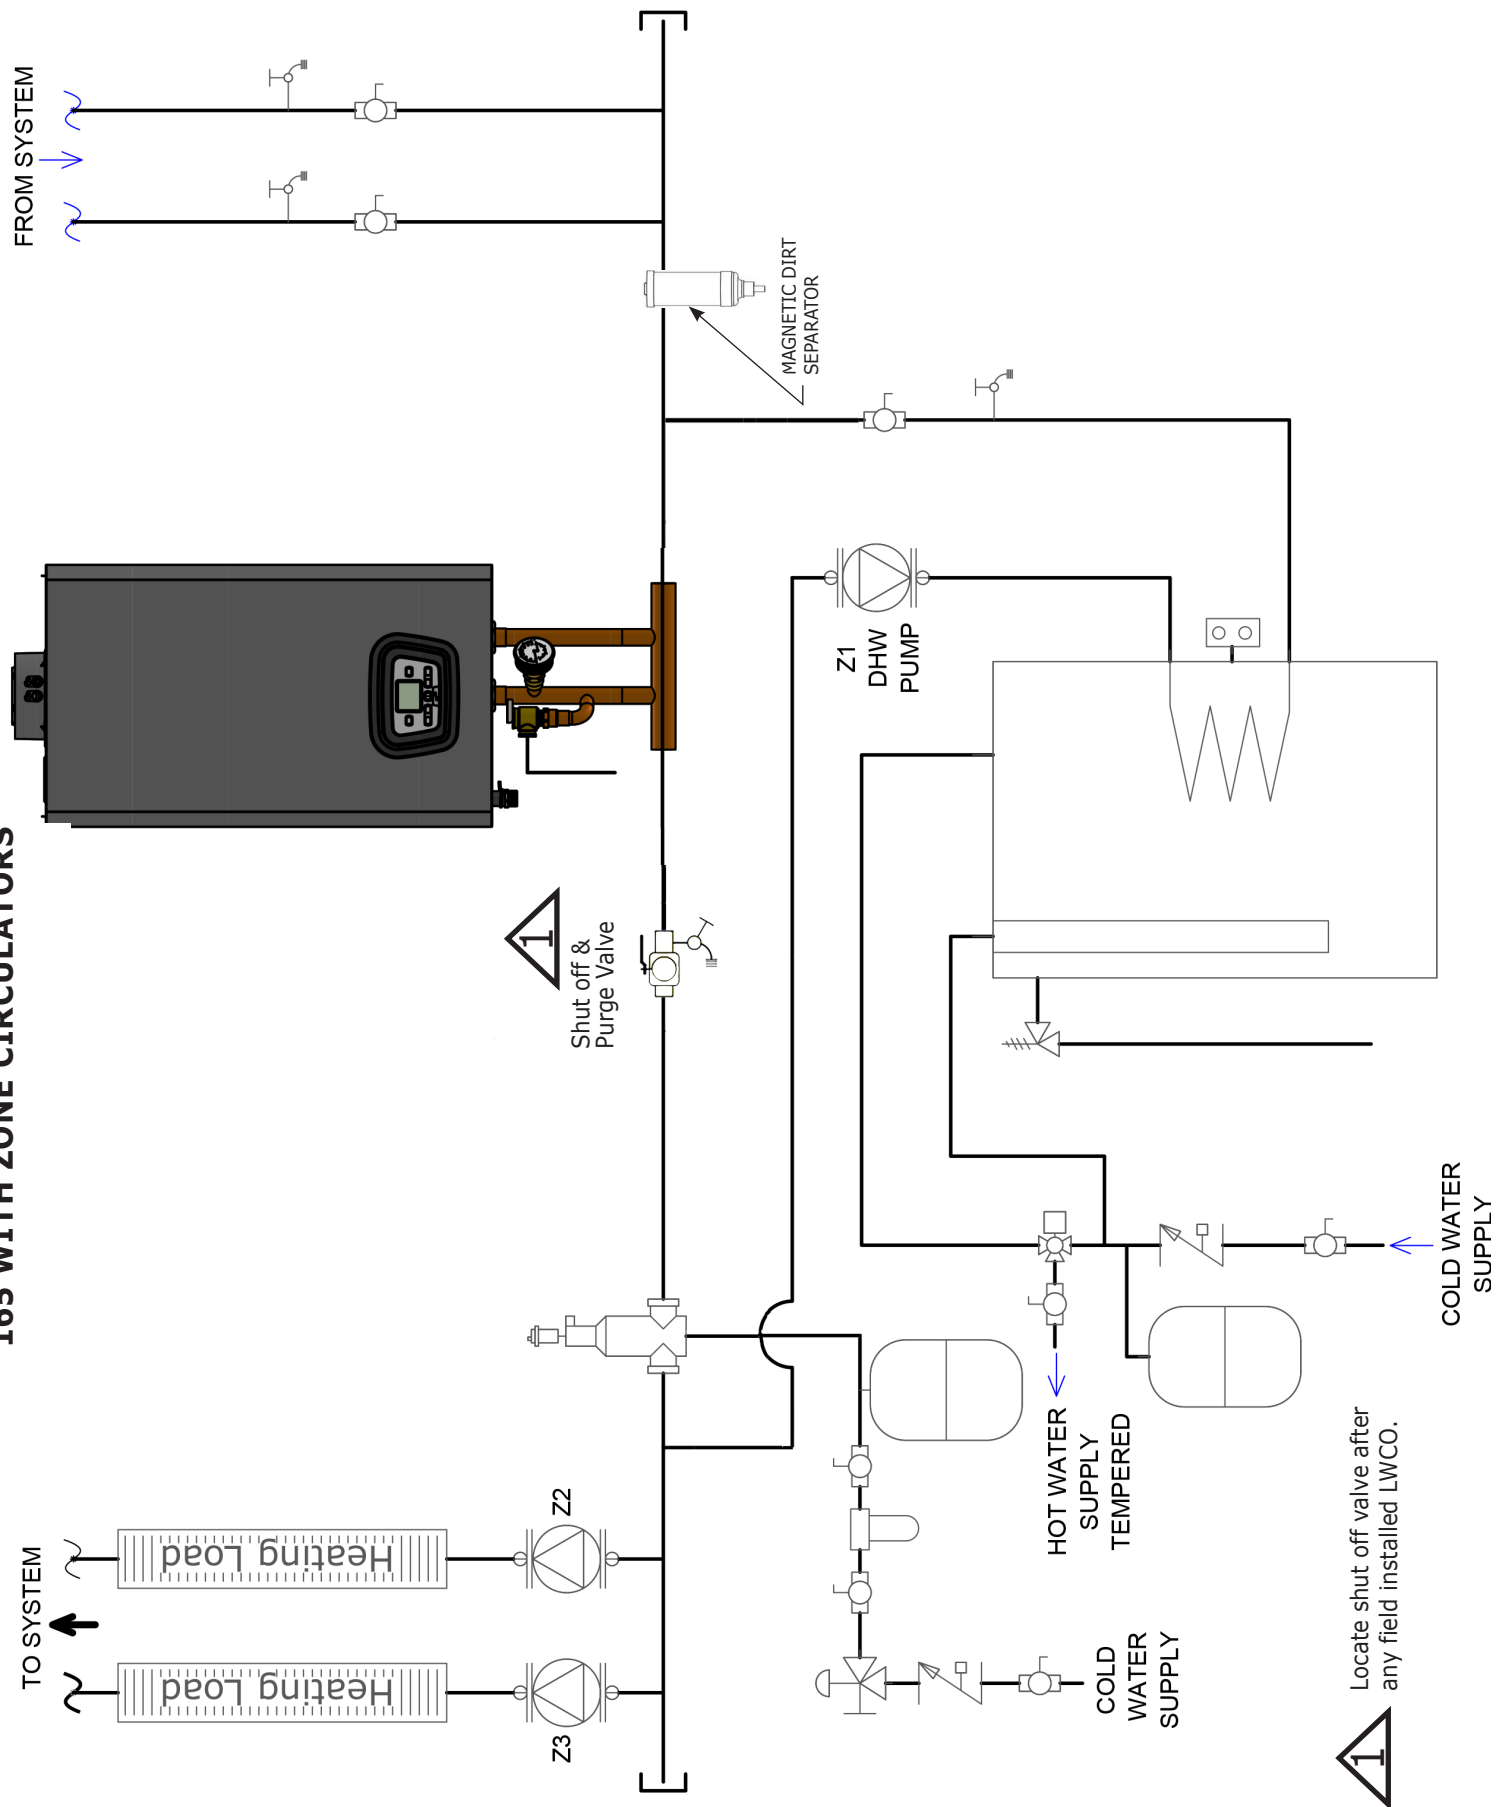 165 WITH ZONE CIRCULATORS
TO SYSTEM
FROM SYSTEM
Heating Load
Heating Load
Z3
Z2
1
Shut off &
Purge Valve
MAGNETIC DIRT
SEPARATOR
Z1
DHW
PUMP
COLD
WATER
SUPPLY
HOT WATER
SUPPLY
TEMPERED
COLD WATER
SUPPLY
1
Locate shut off valve after
any field installed LWCO.